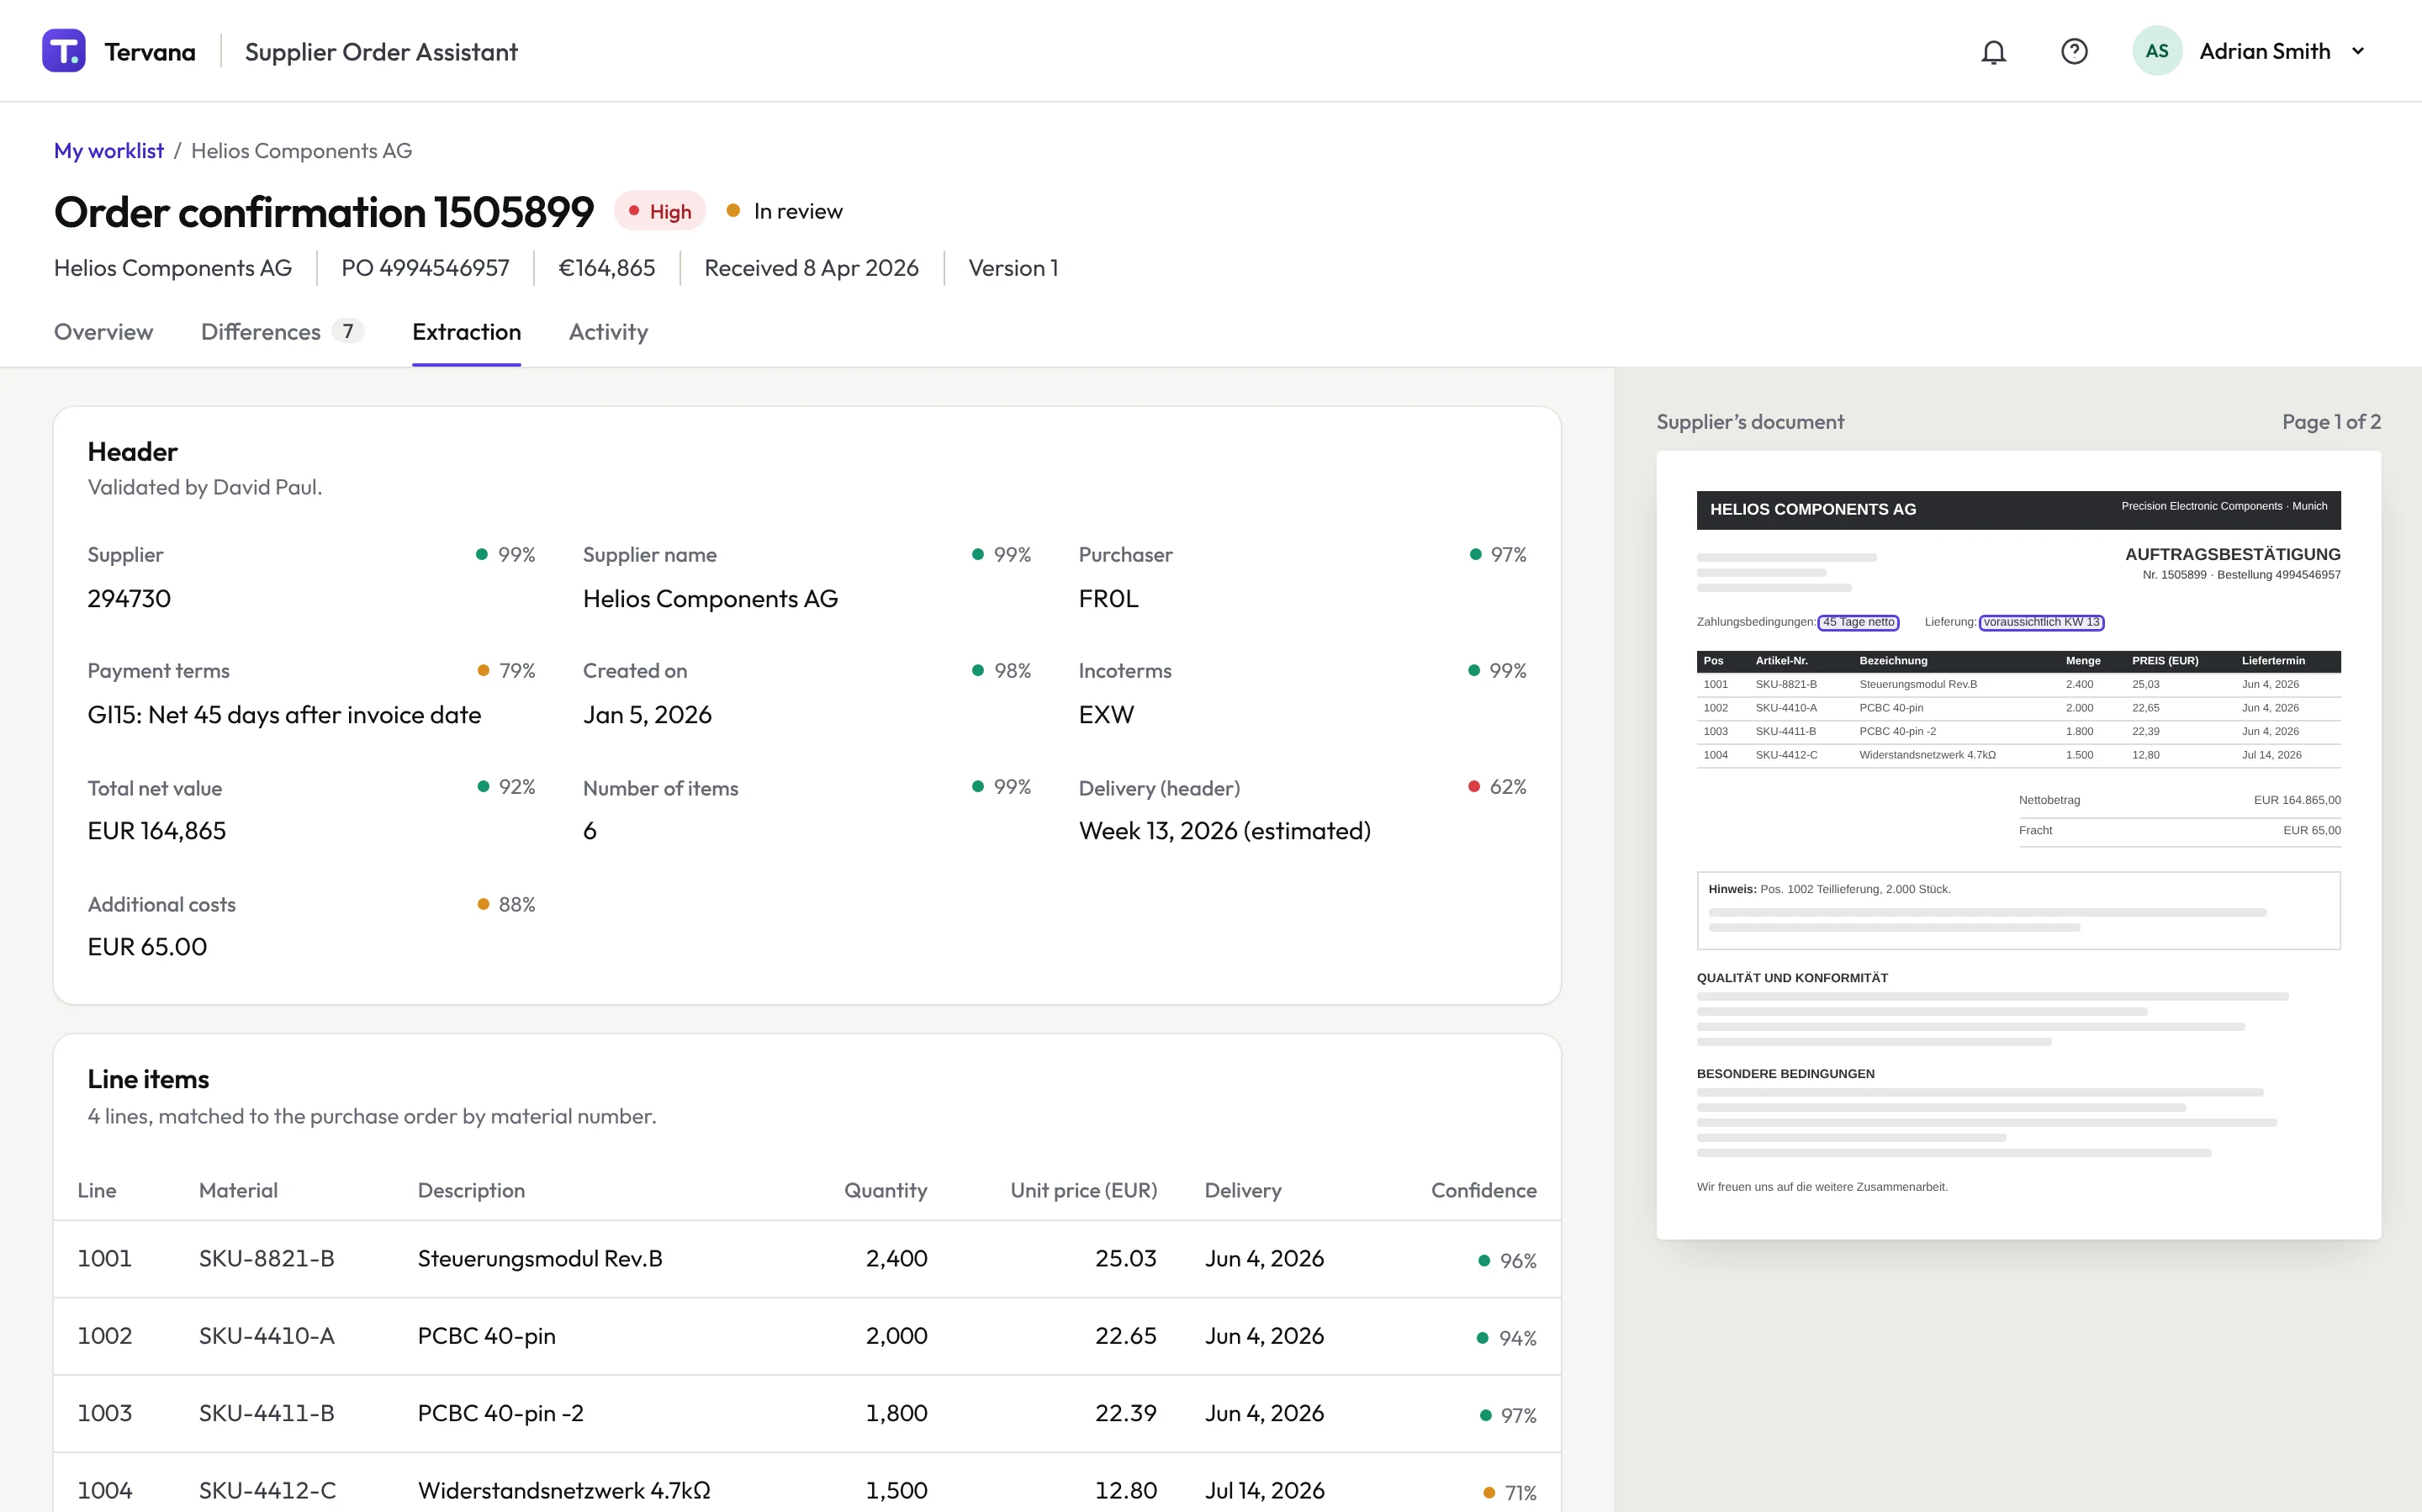 T. Tervana Supplier Order Assistant AS Adrian Smith
My worklist / Helios Components AG
Order confirmation 1505899 High In review
Helios Components AG PO 4994546957 €164,865 Received 8 Apr 2026 Version 1
Overview Differences 7 Extraction Activity
Header
Validated by David Paul.
Supplier 99% Supplier name 99% Purchaser 97%
294730 Helios Components AG FR0L
Payment terms 79% Created on 98% Incoterms 99%
GI15: Net 45 days after invoice date Jan 5, 2026 EXW
Total net value 92% Number of items 99% Delivery (header) 62%
EUR 164,865 6 Week 13, 2026 (estimated)
Additional costs 88%
EUR 65.00
Line items
4 lines, matched to the purchase order by material number.
Line Material Description Quantity Unit price (EUR) Delivery Confidence
1001 SKU-8821-B Steuerungsmodul Rev.B 2,400 25.03 Jun 4, 2026 96%
1002 SKU-4410-A PCBC 40-pin 2,000 22.65 Jun 4, 2026 94%
1003 SKU-4411-B PCBC 40-pin -2 1,800 22.39 Jun 4, 2026 97%
1004 SKU-4412-C Widerstandsnetzwerk 4.7kΩ 1,500 12.80 Jul 14, 2026 71%
Supplier’s document Page 1 of 2
HELIOS COMPONENTS AG Precision Electronic Components · Munich
AUFTRAGSBESTÄTIGUNG
Nr. 1505899 · Bestellung 4994546957
Zahlungsbedingungen: 45 Tage netto Lieferung: voraussichtlich KW 13
Pos Artikel-Nr. Bezeichnung Menge PREIS (EUR) Liefertermin
1001 SKU-8821-B Steuerungsmodul Rev.B 2.400 25,03 Jun 4, 2026
1002 SKU-4410-A PCBC 40-pin 2.000 22,65 Jun 4, 2026
1003 SKU-4411-B PCBC 40-pin -2 1.800 22,39 Jun 4, 2026
1004 SKU-4412-C Widerstandsnetzwerk 4.7kΩ 1.500 12,80 Jul 14, 2026
Nettobetrag EUR 164.865,00
Fracht EUR 65,00
Hinweis: Pos. 1002 Teillieferung, 2.000 Stück.
QUALITÄT UND KONFORMITÄT
BESONDERE BEDINGUNGEN
Wir freuen uns auf die weitere Zusammenarbeit.